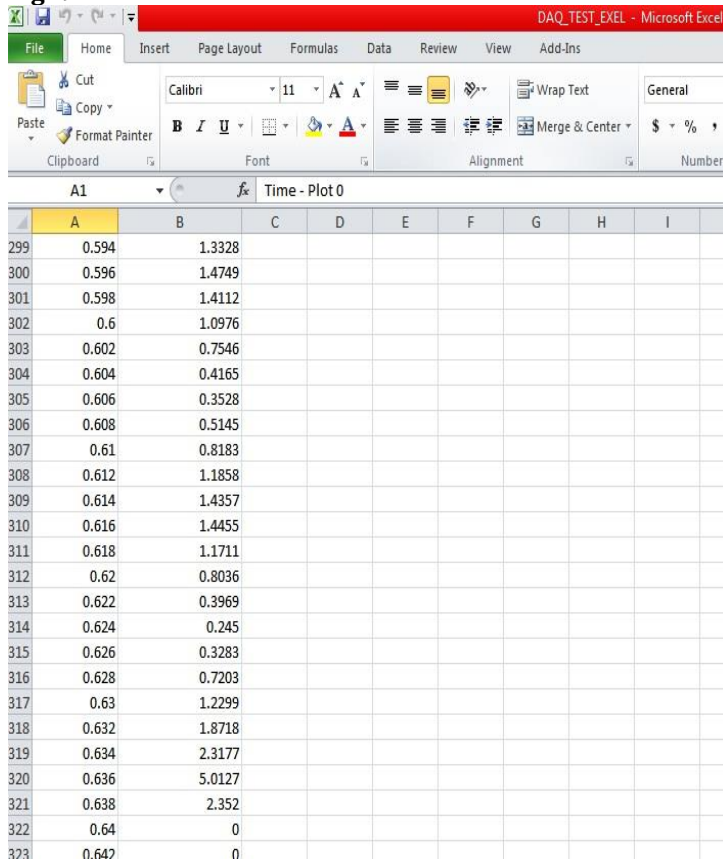 DAQ_TEST_EXEL - Microsoft Excel
File Home Insert Page Layout Formulas Data Review View Add-Ins
Cut
Copy
Format Painter
Paste
Calibri 11 A A
B I U A
Wrap Text
Merge & Center
General
$ % ,
Clipboard Font Alignment Number
A1 fx Time - Plot 0
A B C D E F G H I
299 0.594 1.3328
300 0.596 1.4749
301 0.598 1.4112
302 0.6 1.0976
303 0.602 0.7546
304 0.604 0.4165
305 0.606 0.3528
306 0.608 0.5145
307 0.61 0.8183
308 0.612 1.1858
309 0.614 1.4357
310 0.616 1.4455
311 0.618 1.1711
312 0.62 0.8036
313 0.622 0.3969
314 0.624 0.245
315 0.626 0.3283
316 0.628 0.7203
317 0.63 1.2299
318 0.632 1.8718
319 0.634 2.3177
320 0.636 5.0127
321 0.638 2.352
322 0.64 0
323 0.642 0